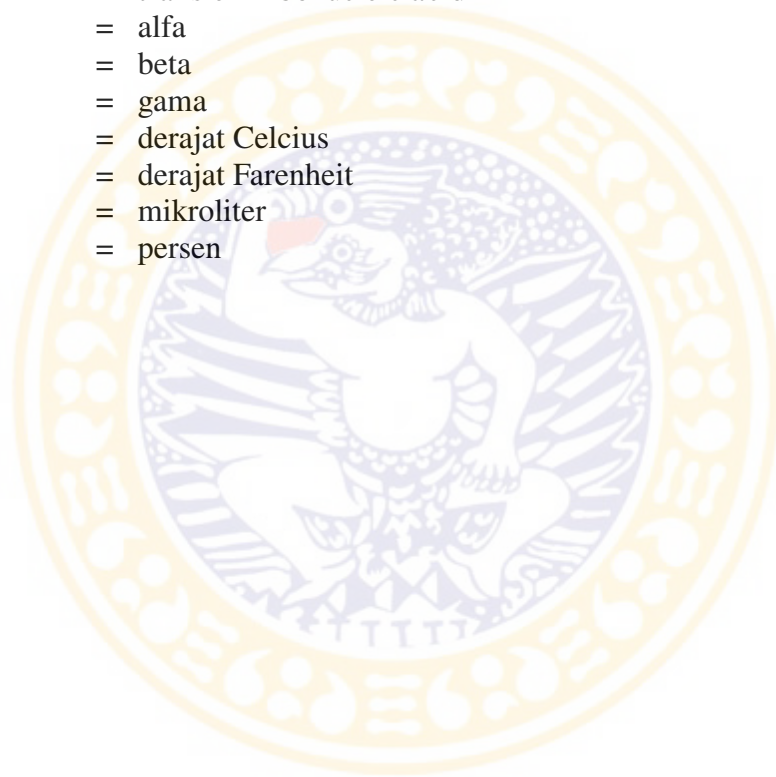 = alfa
= beta
= gama
= derajat Celcius
= derajat Farenheit
= mikroliter
= persen